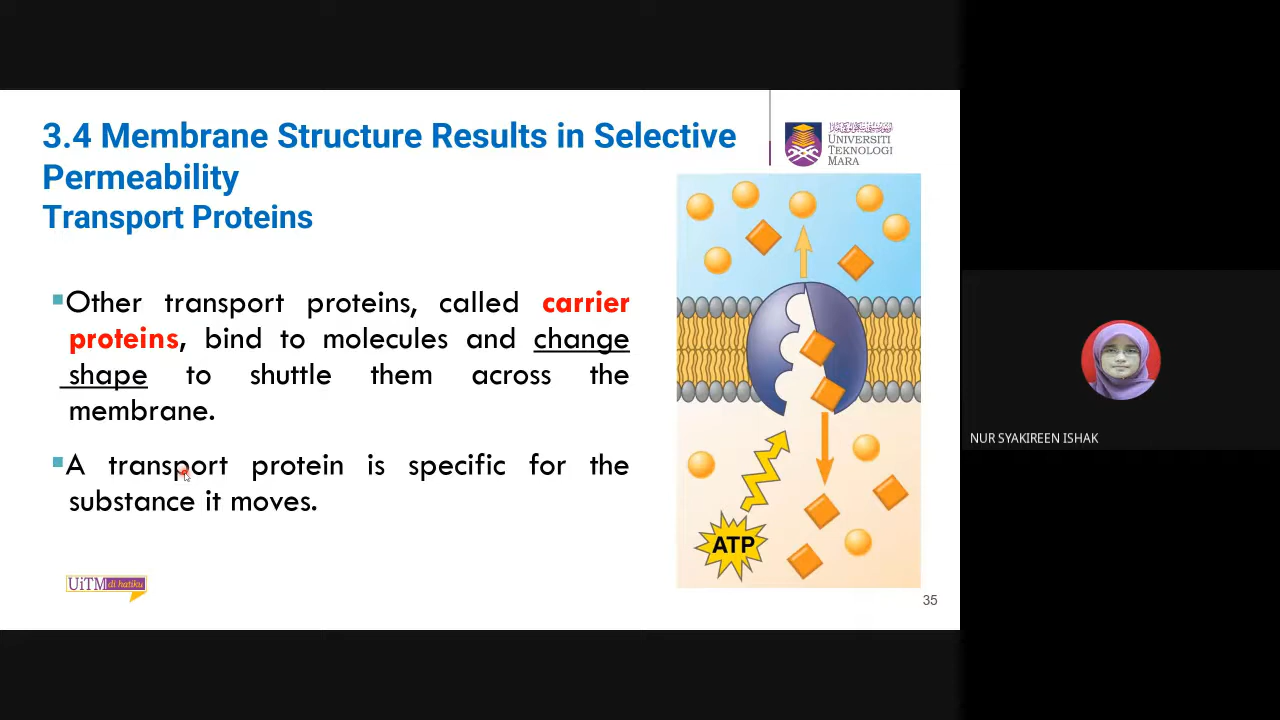 3.4 Membrane Structure Results in Selective
Permeability
Transport Proteins
UNIVERSITI
TEKNOLOGI
MARA
▪Other transport proteins, called carrier
proteins, bind to molecules and change
shape to shuttle them across the
membrane.
▪A transport protein is specific for the
substance it moves.
ATP
UiTM di hatiku
35
NUR SYAKIREEN ISHAK